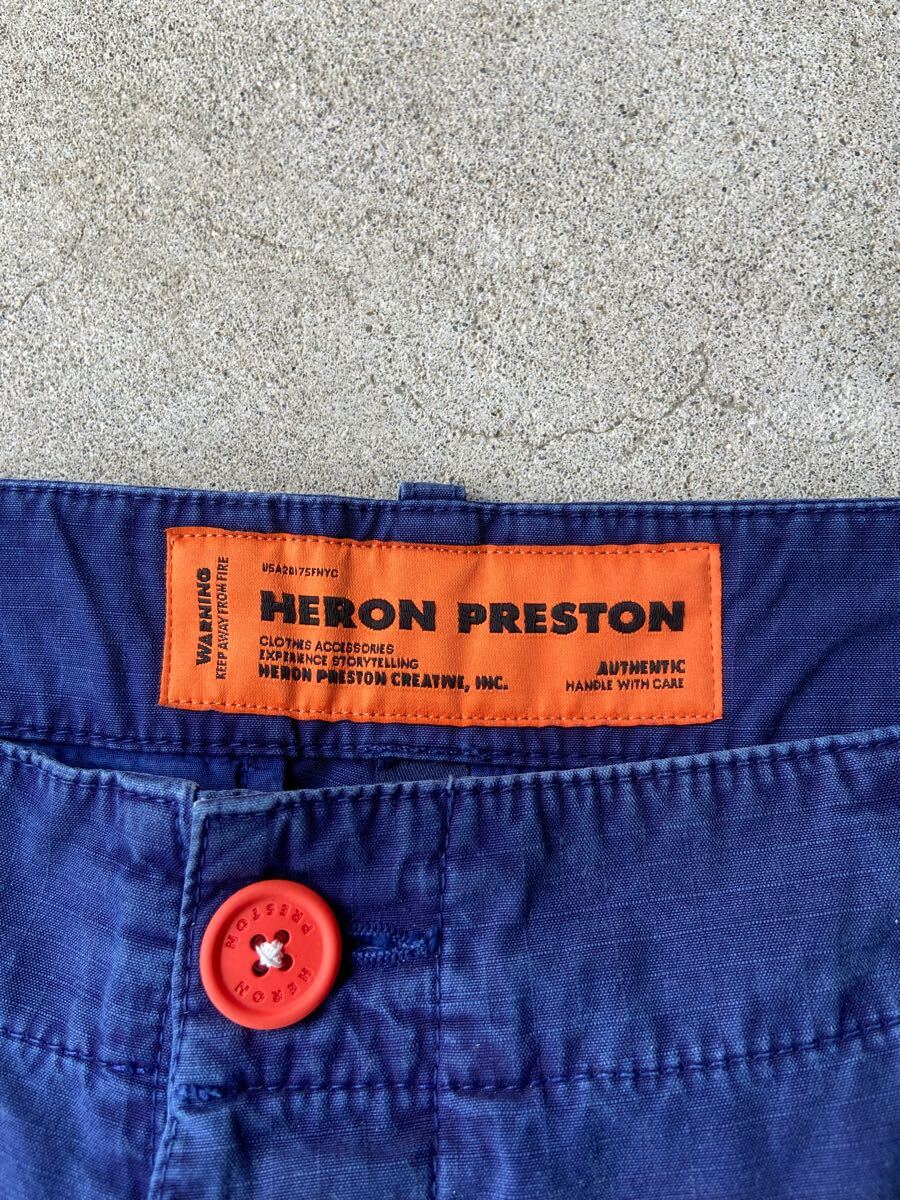 WARNING
KEEP AWAY FROM FIRE
USA20175FNYC
HERON PRESTON
CLOTHES ACCESSORIES
EXPERIENCE STORYTELLING
HERON PRESTON CREATIVE, INC.
AUTHENTIC
HANDLE WITH CARE
HERON PRESTON